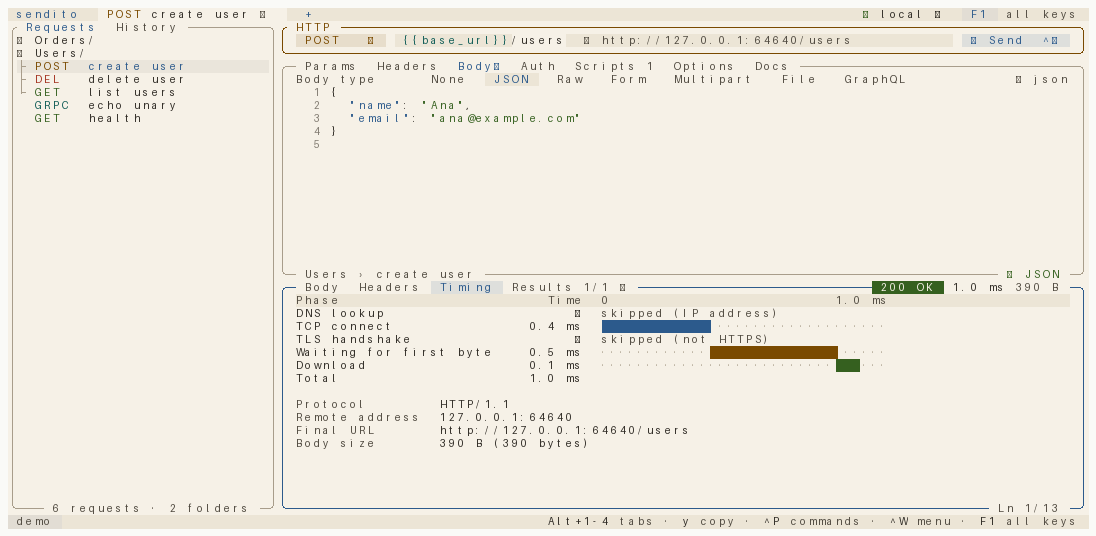 sendito POST create user + local F1 all keys
Requests History
Orders/
Users/
POST create user
DEL delete user
GET list users
GRPC echo unary
GET health
6 requests · 2 folders
HTTP
POST {{base_url}}/users http://127.0.0.1:64640/users Send ^
Params Headers Body Auth Scripts 1 Options Docs
Body type None JSON Raw Form Multipart File GraphQL json
1 {
2 "name": "Ana",
3 "email": "ana@example.com"
4 }
5
Users › create user JSON
Body Headers Timing Results 1/1 200 OK 1.0 ms 390 B
Phase Time 0 1.0 ms
DNS lookup skipped (IP address)
TCP connect 0.4 ms
TLS handshake skipped (not HTTPS)
Waiting for first byte 0.5 ms
Download 0.1 ms
Total 1.0 ms
Protocol HTTP/1.1
Remote address 127.0.0.1:64640
Final URL http://127.0.0.1:64640/users
Body size 390 B (390 bytes)
Ln 1/13
demo Alt+1-4 tabs · y copy · ^P commands · ^W menu · F1 all keys